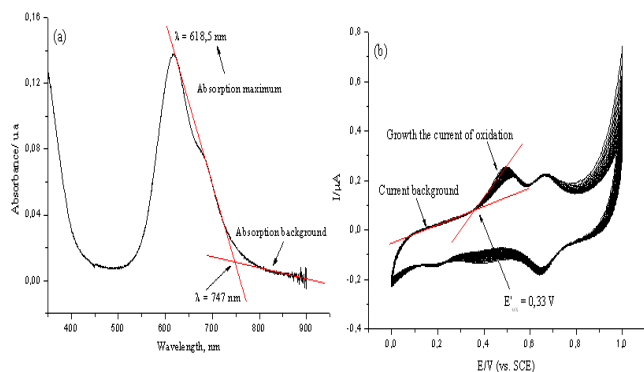 (a)
λ = 618,5 nm
Absorption maximum
Absorption background
λ = 747 nm
Absorbance/ u.a
0,16
0,12
0,08
0,04
0,00
400 500 600 700 800 900
Wavelength, nm
(b)
Growth the current of oxidation
Current background
E' = 0,33 V
I/μA
0,8
0,6
0,4
0,2
0,0
-0,2
-0,4
0,0 0,2 0,4 0,6 0,8 1,0
E/V (vs. SCE)